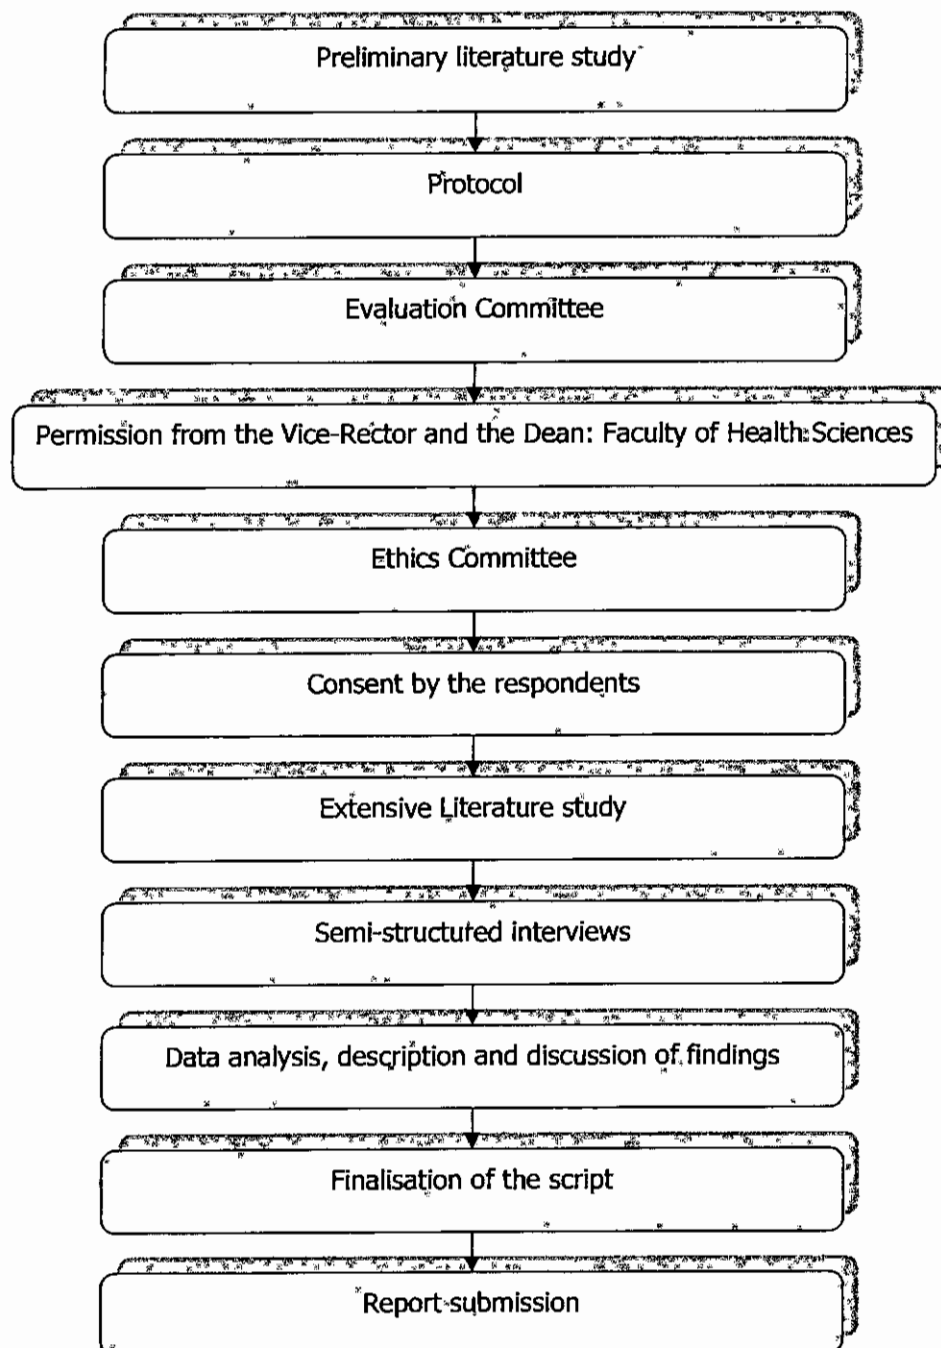 Preliminary literature study
Protocol
Evaluation Committee
Permission from the Vice-Rector and the Dean: Faculty of Health Sciences
Ethics Committee
Consent by the respondents
Extensive Literature study
Semi-structured interviews
Data analysis, description and discussion of findings
Finalisation of the script
Report submission